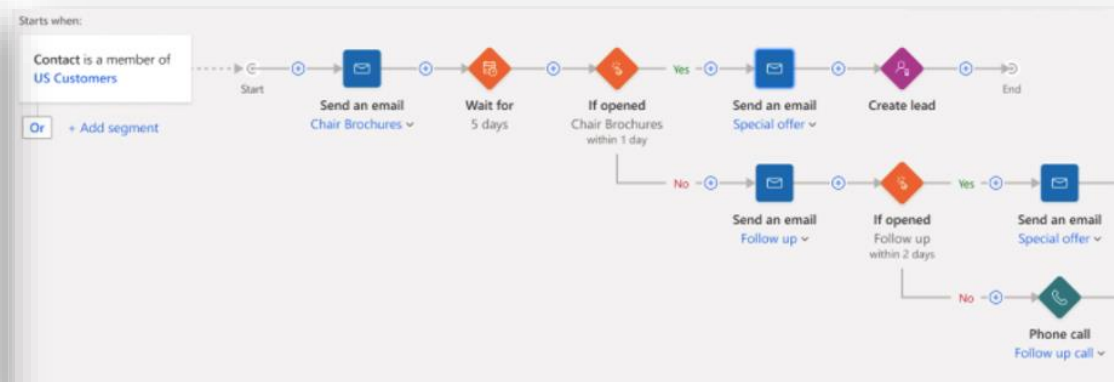 Starts when:
Contact is a member of
US Customers
Or
+ Add segment
Start
Send an email
Chair Brochures
Wait for
5 days
If opened
Chair Brochures
within 1 day
Yes
Send an email
Special offer
Create lead
End
No
Send an email
Follow up
If opened
Follow up
within 2 days
Yes
Send an email
Special offer
No
Phone call
Follow up call